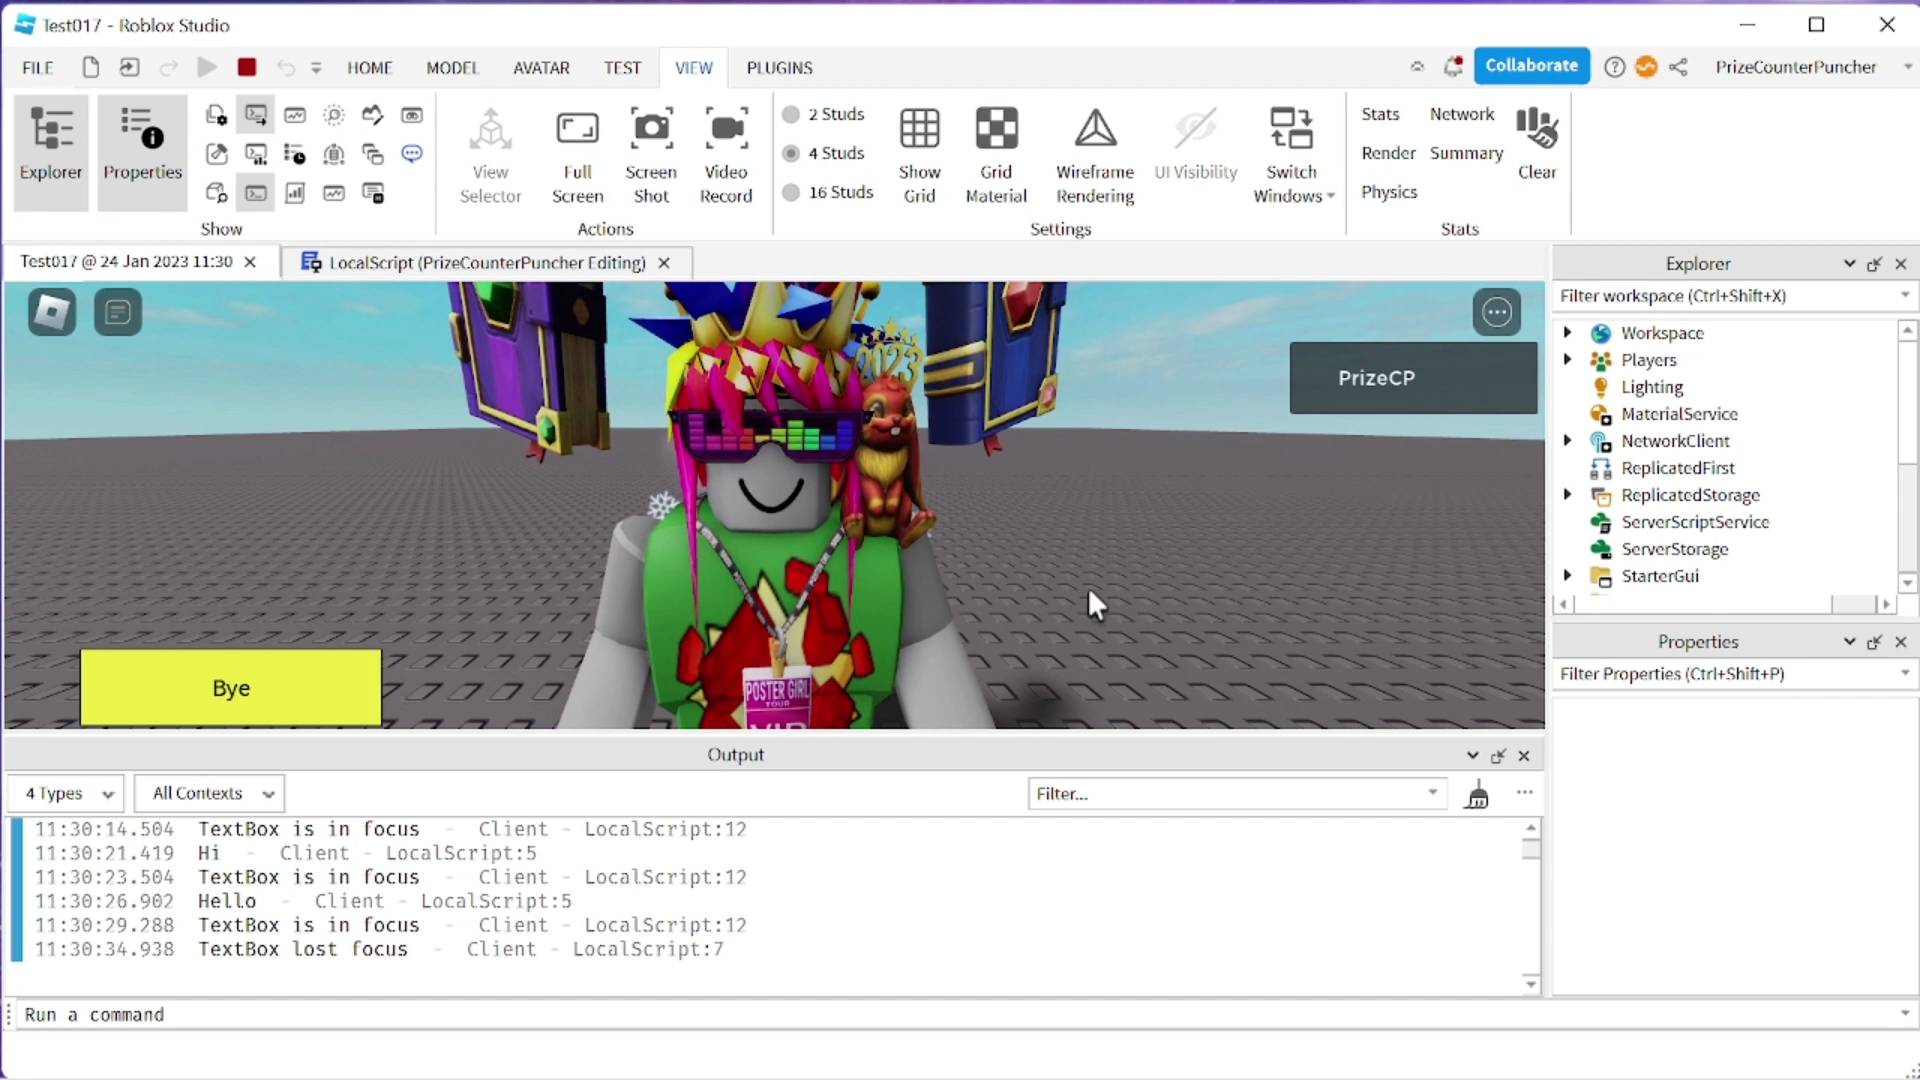 Test017 - Roblox Studio
FILE HOME MODEL AVATAR TEST VIEW PLUGINS Collaborate PrizeCounterPuncher
Explorer
Properties
View Selector
Full Screen
Screen Shot
Video Record
2 Studs
4 Studs
16 Studs
Show Grid
Grid Material
Wireframe Rendering
UI Visibility
Switch Windows
Stats Network
Render Summary
Physics
Clear
Show Actions Settings Stats
Test017 @ 24 Jan 2023 11:30
LocalScript (PrizeCounterPuncher Editing)
2023
PrizeCP
POSTER GIRL
TOUR
VIP
Bye
Explorer
Filter workspace (Ctrl+Shift+X)
Workspace
Players
Lighting
MaterialService
NetworkClient
ReplicatedFirst
ReplicatedStorage
ServerScriptService
ServerStorage
StarterGui
Properties
Filter Properties (Ctrl+Shift+P)
Output
4 Types All Contexts Filter...
11:30:14.504 TextBox is in focus - Client - LocalScript:12
11:30:21.419 Hi - Client - LocalScript:5
11:30:23.504 TextBox is in focus - Client - LocalScript:12
11:30:26.902 Hello - Client - LocalScript:5
11:30:29.288 TextBox is in focus - Client - LocalScript:12
11:30:34.938 TextBox lost focus - Client - LocalScript:7
Run a command